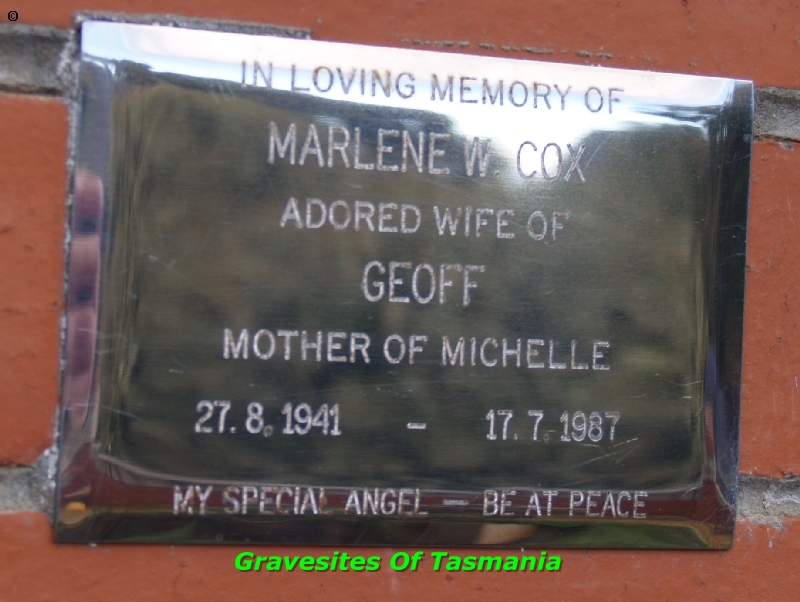 ©
IN LOVING MEMORY OF
MARLENE W. COX
ADORED WIFE OF
GEOFF
MOTHER OF MICHELLE
27.8.1941 – 17.7.1987
MY SPECIAL ANGEL — BE AT PEACE
Gravesites Of Tasmania